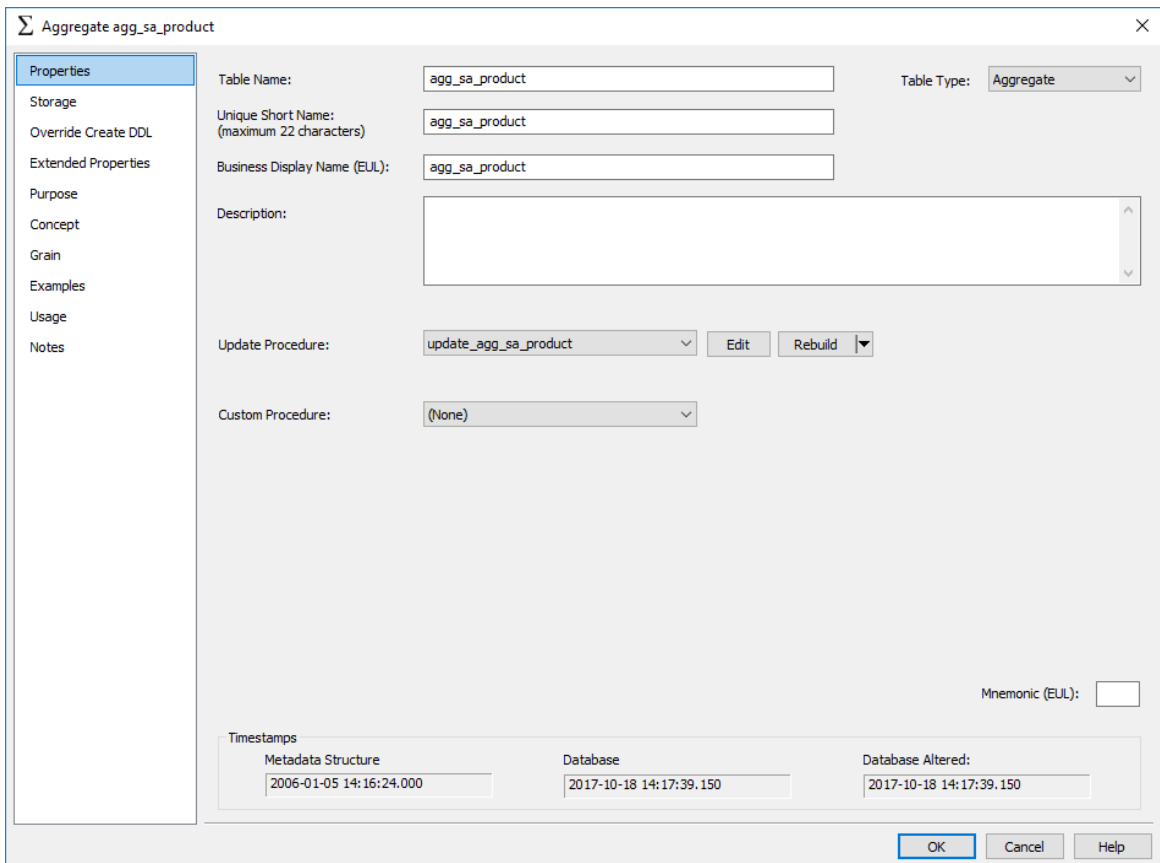 Σ Aggregate agg_sa_product
Properties
Storage
Override Create DDL
Extended Properties
Purpose
Concept
Grain
Examples
Usage
Notes
Table Name: agg_sa_product Table Type: Aggregate
Unique Short Name:
(maximum 22 characters) agg_sa_product
Business Display Name (EUL): agg_sa_product
Description:
Update Procedure: update_agg_sa_product Edit Rebuild
Custom Procedure: (None)
Mnemonic (EUL):
Timestamps
Metadata Structure Database Database Altered:
2006-01-05 14:16:24.000 2017-10-18 14:17:39.150 2017-10-18 14:17:39.150
OK Cancel Help